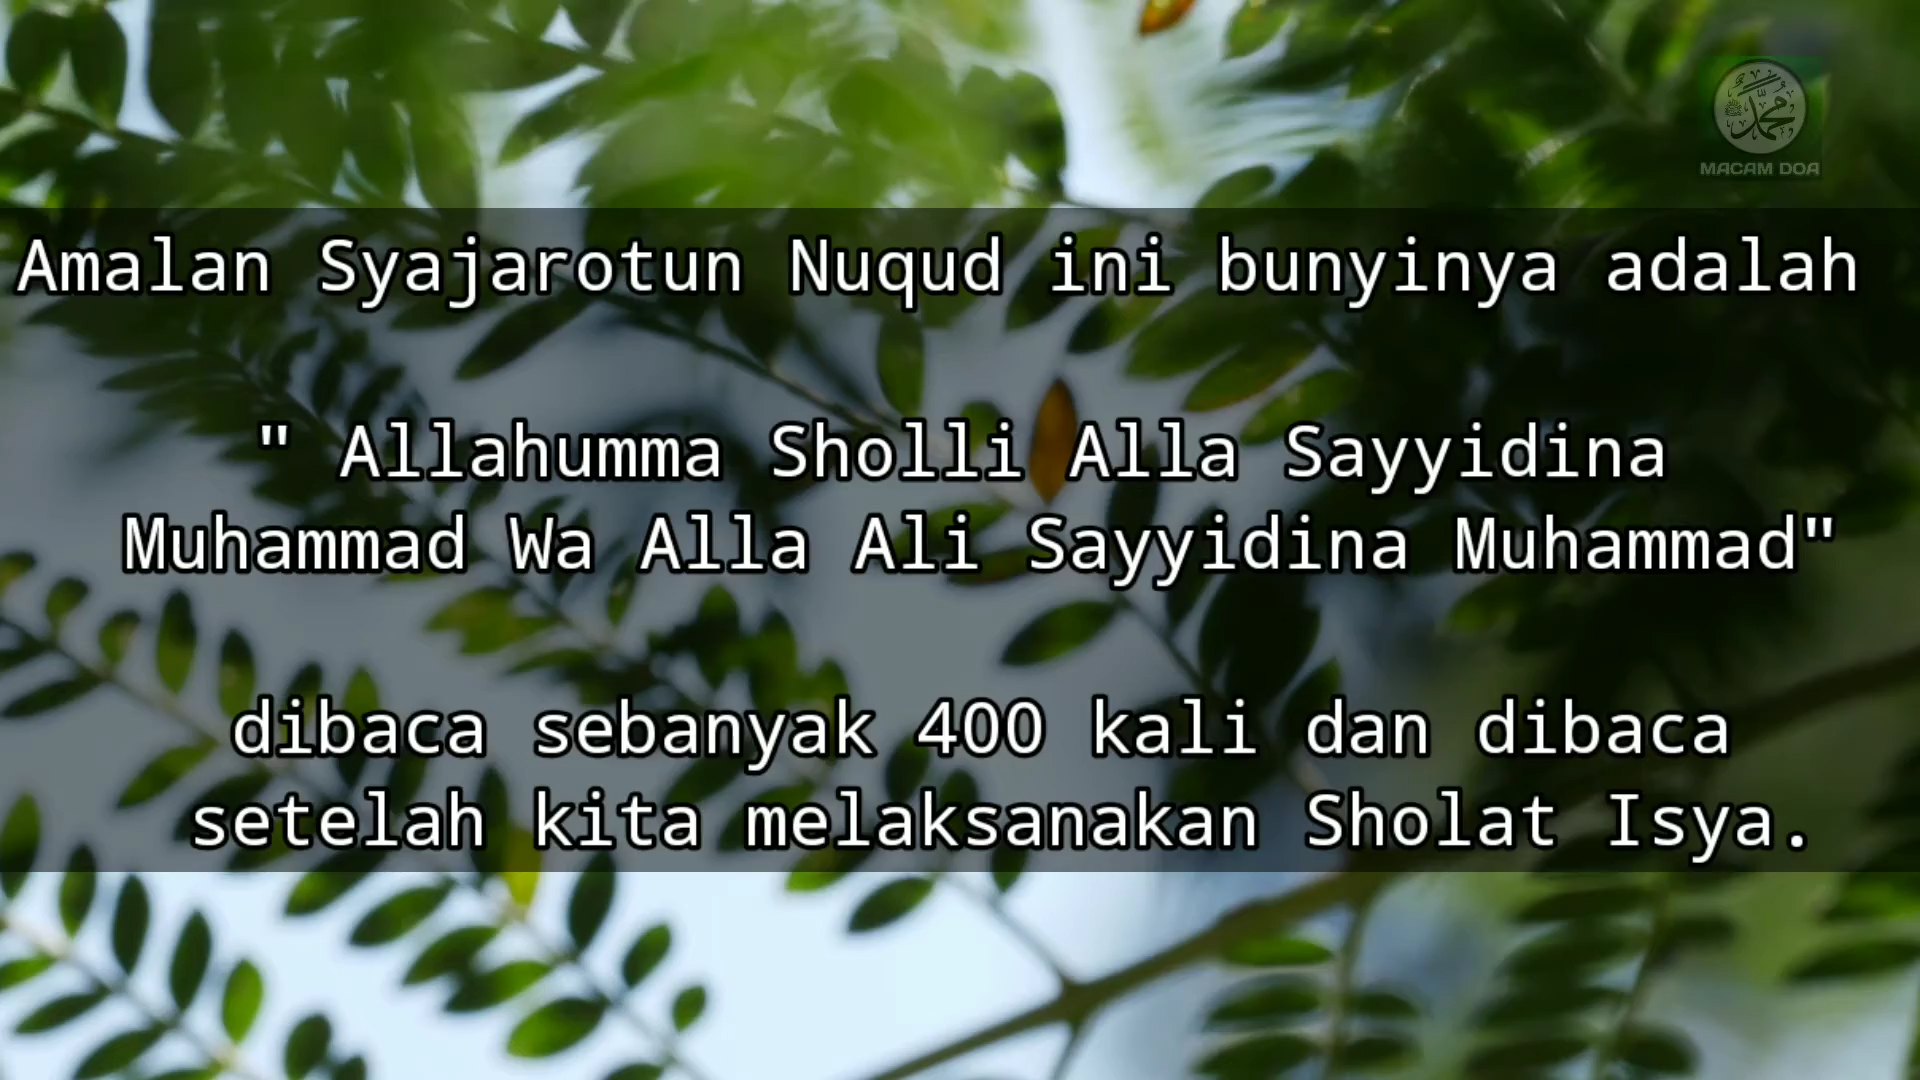 محمد
MACAM DOA
Amalan Syajarotun Nuqud ini bunyinya adalah
" Allahumma Sholli Alla Sayyidina
Muhammad Wa Alla Ali Sayyidina Muhammad"
dibaca sebanyak 400 kali dan dibaca
setelah kita melaksanakan Sholat Isya.